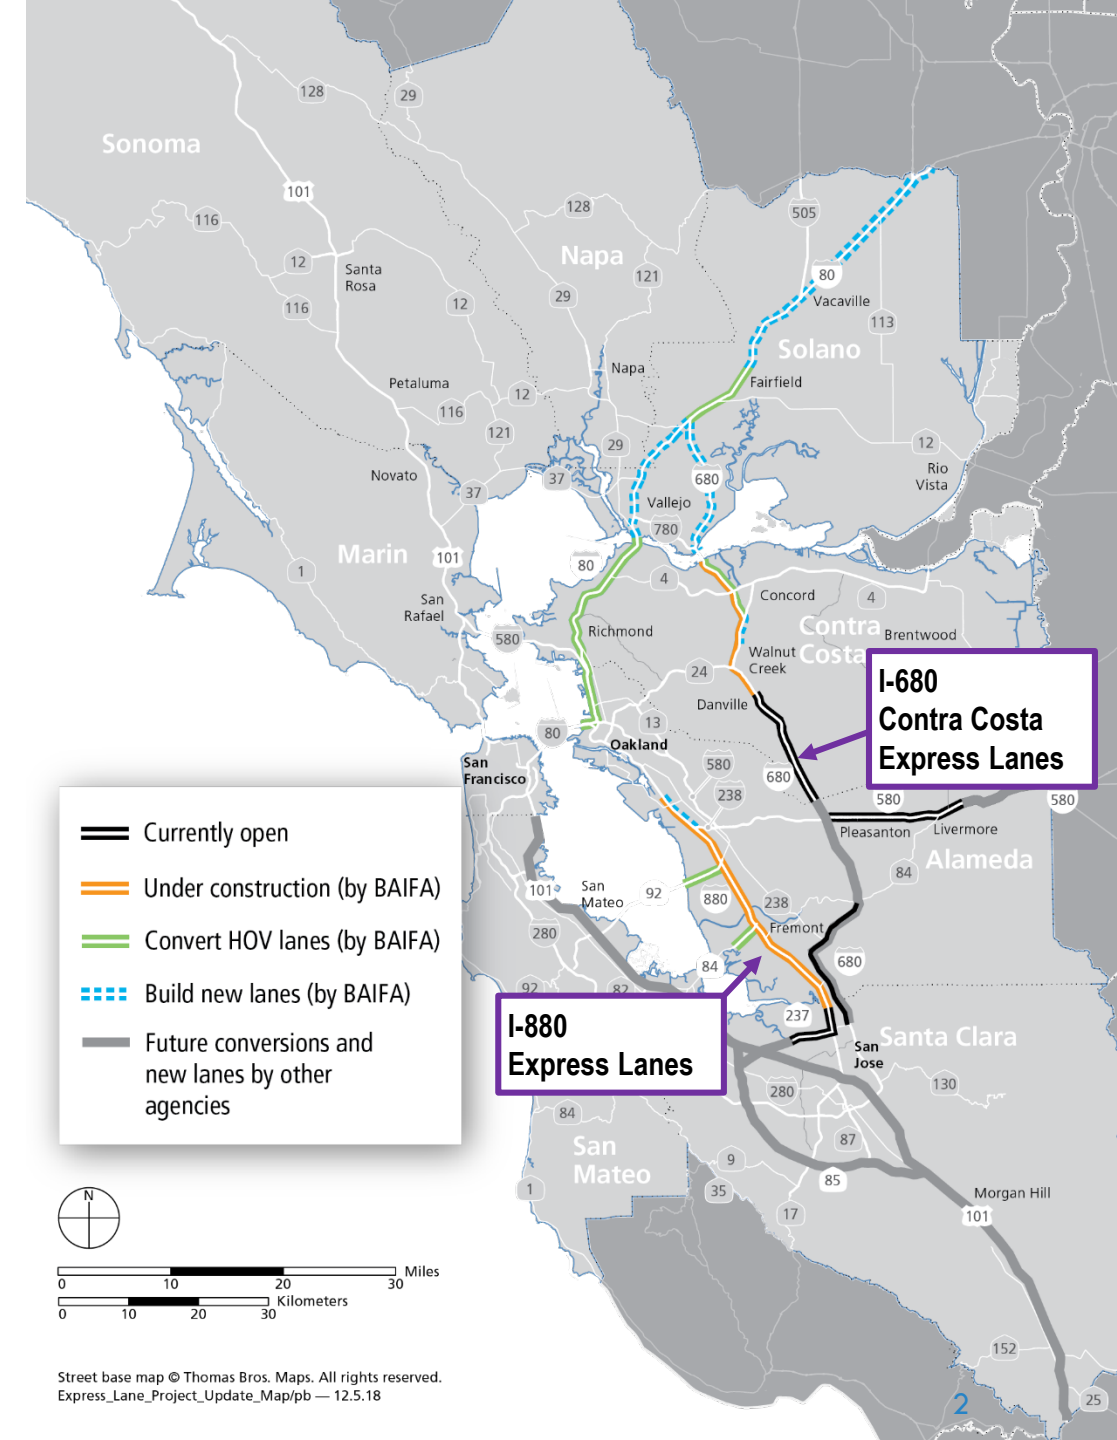 128
29
Sonoma
101
116
128
505
12
Santa
Rosa
Napa
121
80
116
12
29
Vacaville
113
Solano
Napa
Petaluma
12
Fairfield
116
121
29
12
Novato
37
37
680
Rio
Vista
Vallejo
780
Marin
101
80
1
4
Concord
4
San
Rafael
Contra
Costa
Brentwood
580
Richmond
Walnut
Creek
24
Danville
I-680
Contra Costa
Express Lanes
80
13
Oakland
San
Francisco
580
680
238
580
580
Pleasanton
Livermore
Alameda
84
101
San
Mateo
92
880
238
280
Fremont
84
680
92
82
237
I-880
Express Lanes
San
Jose
Santa Clara
280
130
84
87
San
Mateo
9
85
1
35
17
Morgan Hill
101
152
25
Currently open
Under construction (by BAIFA)
Convert HOV lanes (by BAIFA)
Build new lanes (by BAIFA)
Future conversions and
new lanes by other
agencies
N
Miles
0 10 20 30
Kilometers
0 10 20 30
Street base map © Thomas Bros. Maps. All rights reserved.
Express_Lane_Project_Update_Map/pb — 12.5.18
2